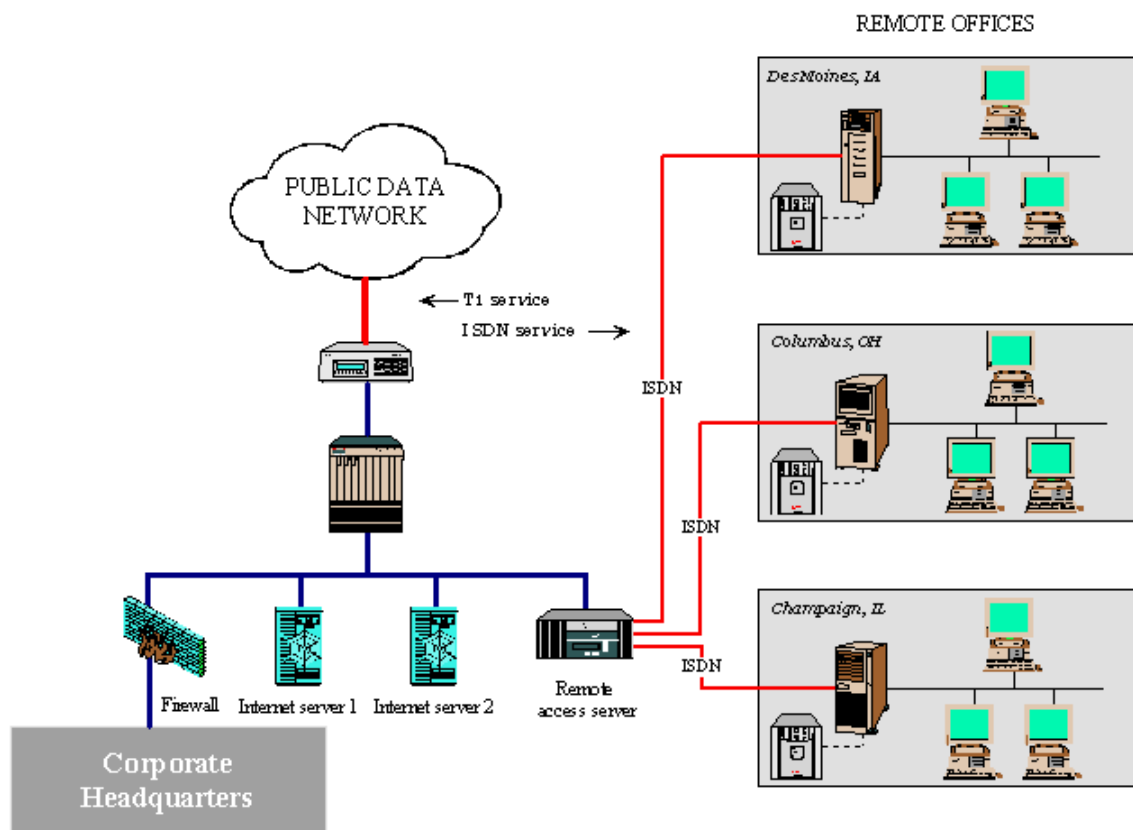 REMOTE OFFICES
DesMoines, IA
PUBLIC DATA
NETWORK
T1 service
ISDN service
Columbus, OH
ISDN
ISDN
Champaign, IL
ISDN
Firewall
Internet server 1
Internet server 2
Remote
access server
Corporate
Headquarters